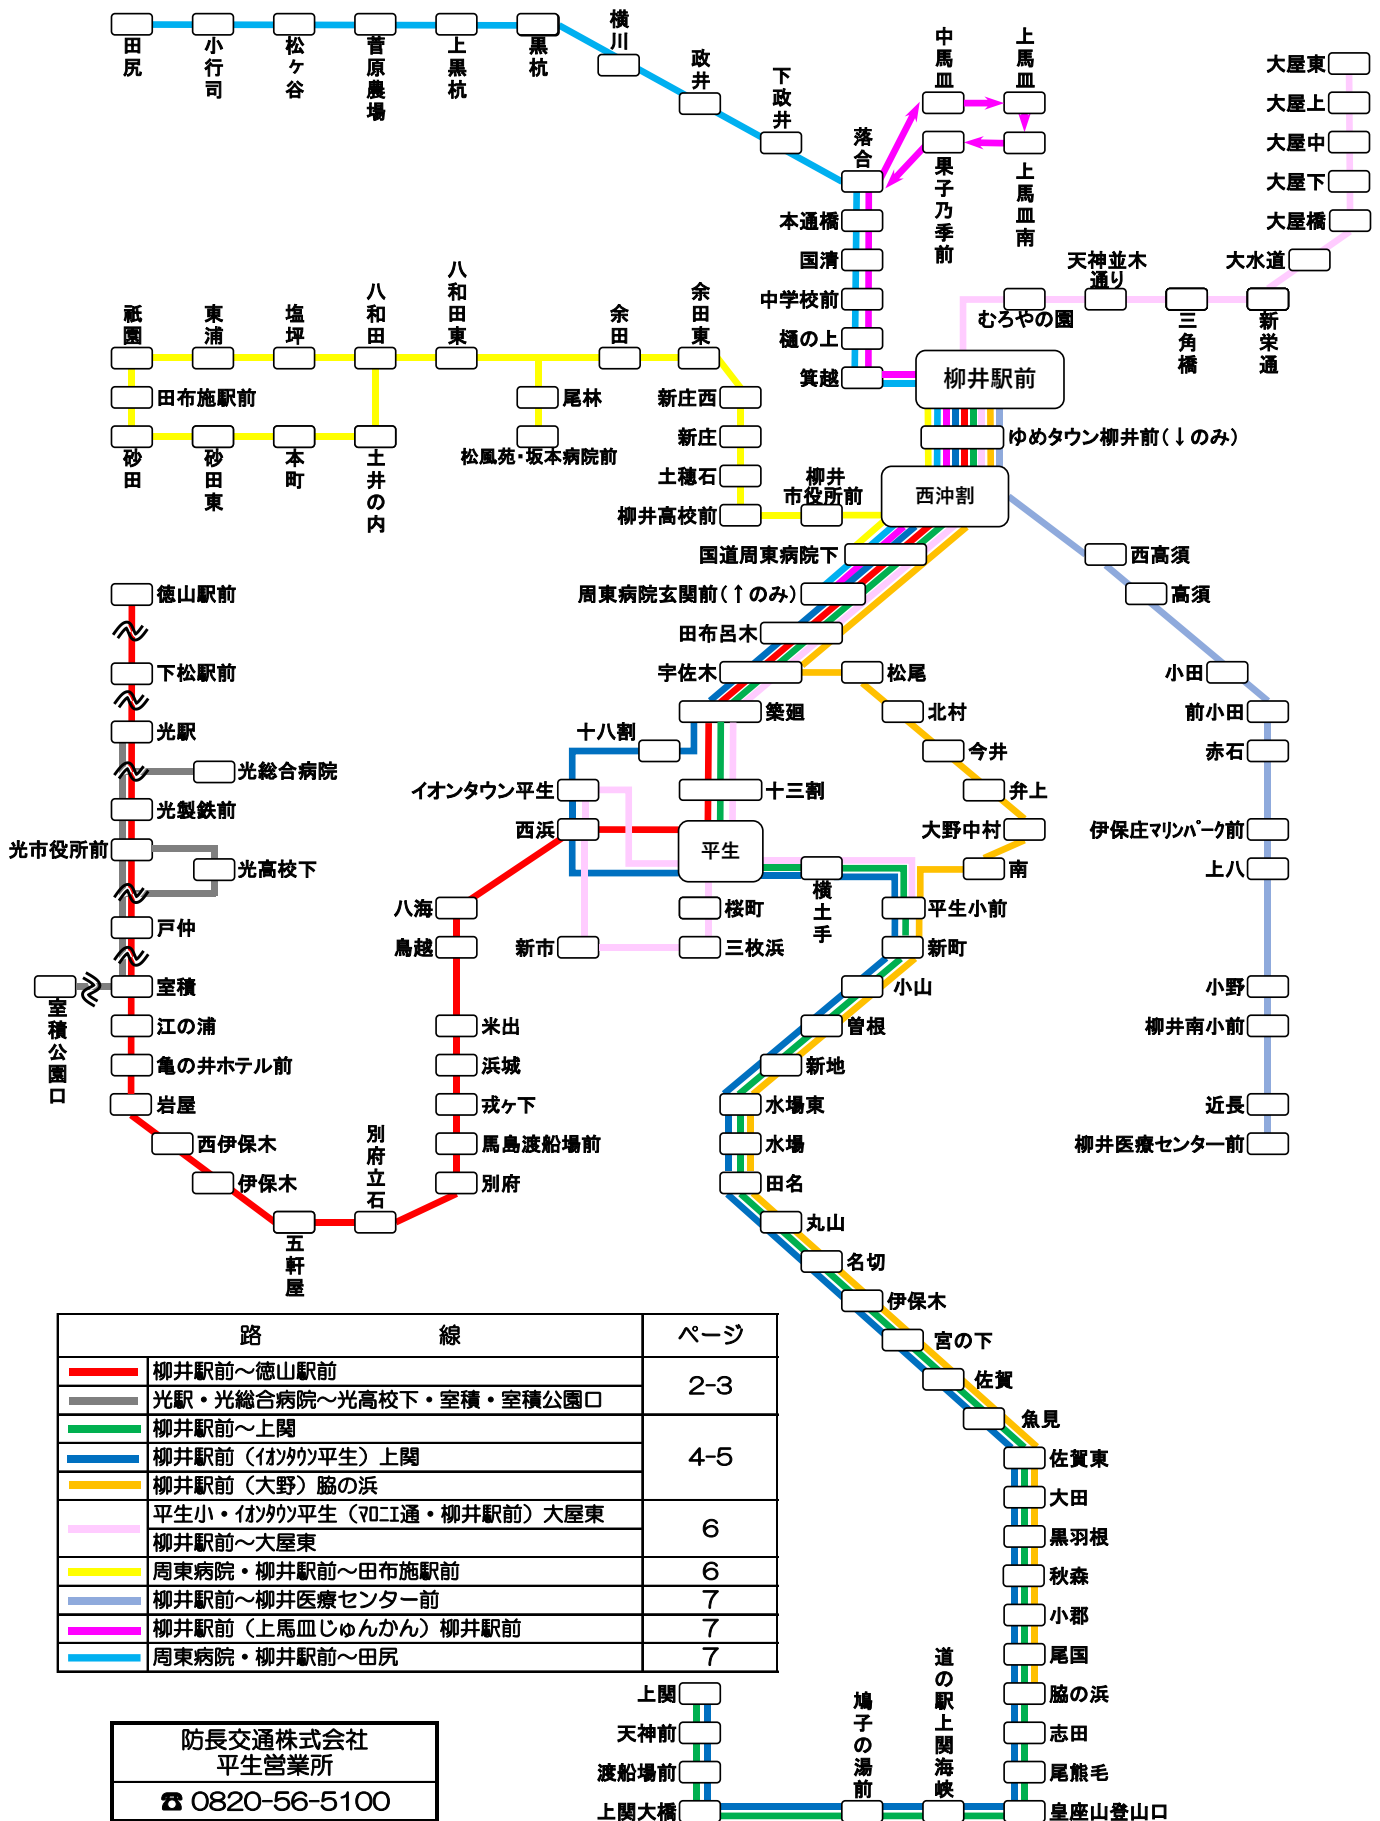 田尻
小行司
松ヶ谷
菅原農場
上黒杭
黒杭
横川
政井
下政井
落合
中馬皿
上馬皿
上馬皿南
果子乃季前
本通橋
国清
中学校前
樋の上
箕越
大屋東
大屋上
大屋中
大屋下
大屋橋
大水道
新栄通
三角橋
天神並木
通り
むろやの園
柳井駅前
ゆめタウン柳井前(↓のみ)
西沖割
祇園
東浦
塩坪
八和田
八和田東
余田
余田東
田布施駅前
砂田
砂田東
本町
土井の内
尾林
松風苑・坂本病院前
新庄西
新庄
土穂石
柳井高校前
柳井
市役所前
国道周東病院下
周東病院玄関前(↑のみ)
田布呂木
宇佐木
築廻
十八割
イオンタウン平生
西浜
十三割
平生
桜町
三枚浜
新市
横土手
平生小前
新町
松尾
北村
今井
弁上
大野中村
南
西高須
高須
小田
前小田
赤石
伊保庄マリンパーク前
上八
小野
柳井南小前
近長
柳井医療センター前
徳山駅前
下松駅前
光駅
光総合病院
光製鉄前
光市役所前
光高校下
戸仲
室積
室積公園口
江の浦
亀の井ホテル前
岩屋
西伊保木
伊保木
五軒屋
別府立石
別府
馬島渡船場前
戎ヶ下
浜城
米出
鳥越
八海
小山
曽根
新地
水場東
水場
田名
丸山
名切
伊保木
宮の下
佐賀
魚見
佐賀東
大田
黒羽根
秋森
小郡
尾国
脇の浜
志田
尾熊毛
皇座山登山口
道の駅上関海峡
鳩子の湯前
上関大橋
渡船場前
天神前
上関
路線 ページ
柳井駅前～徳山駅前 2-3
光駅・光総合病院～光高校下・室積・室積公園口
柳井駅前～上関 4-5
柳井駅前（イオンタウン平生）上関
柳井駅前（大野）脇の浜
平生小・イオンタウン平生（マロニエ通・柳井駅前）大屋東 6
柳井駅前～大屋東
周東病院・柳井駅前～田布施駅前 6
柳井駅前～柳井医療センター前 7
柳井駅前（上馬皿じゅんかん）柳井駅前 7
周東病院・柳井駅前～田尻 7
防長交通株式会社
平生営業所
☎ 0820-56-5100